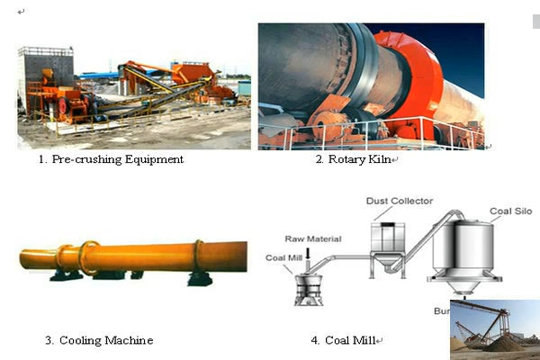 1. Pre-crushing Equipment
2. Rotary Kiln
Dust Collector
Coal Silo
Raw Material
Coal Mill
3. Cooling Machine
4. Coal Mill